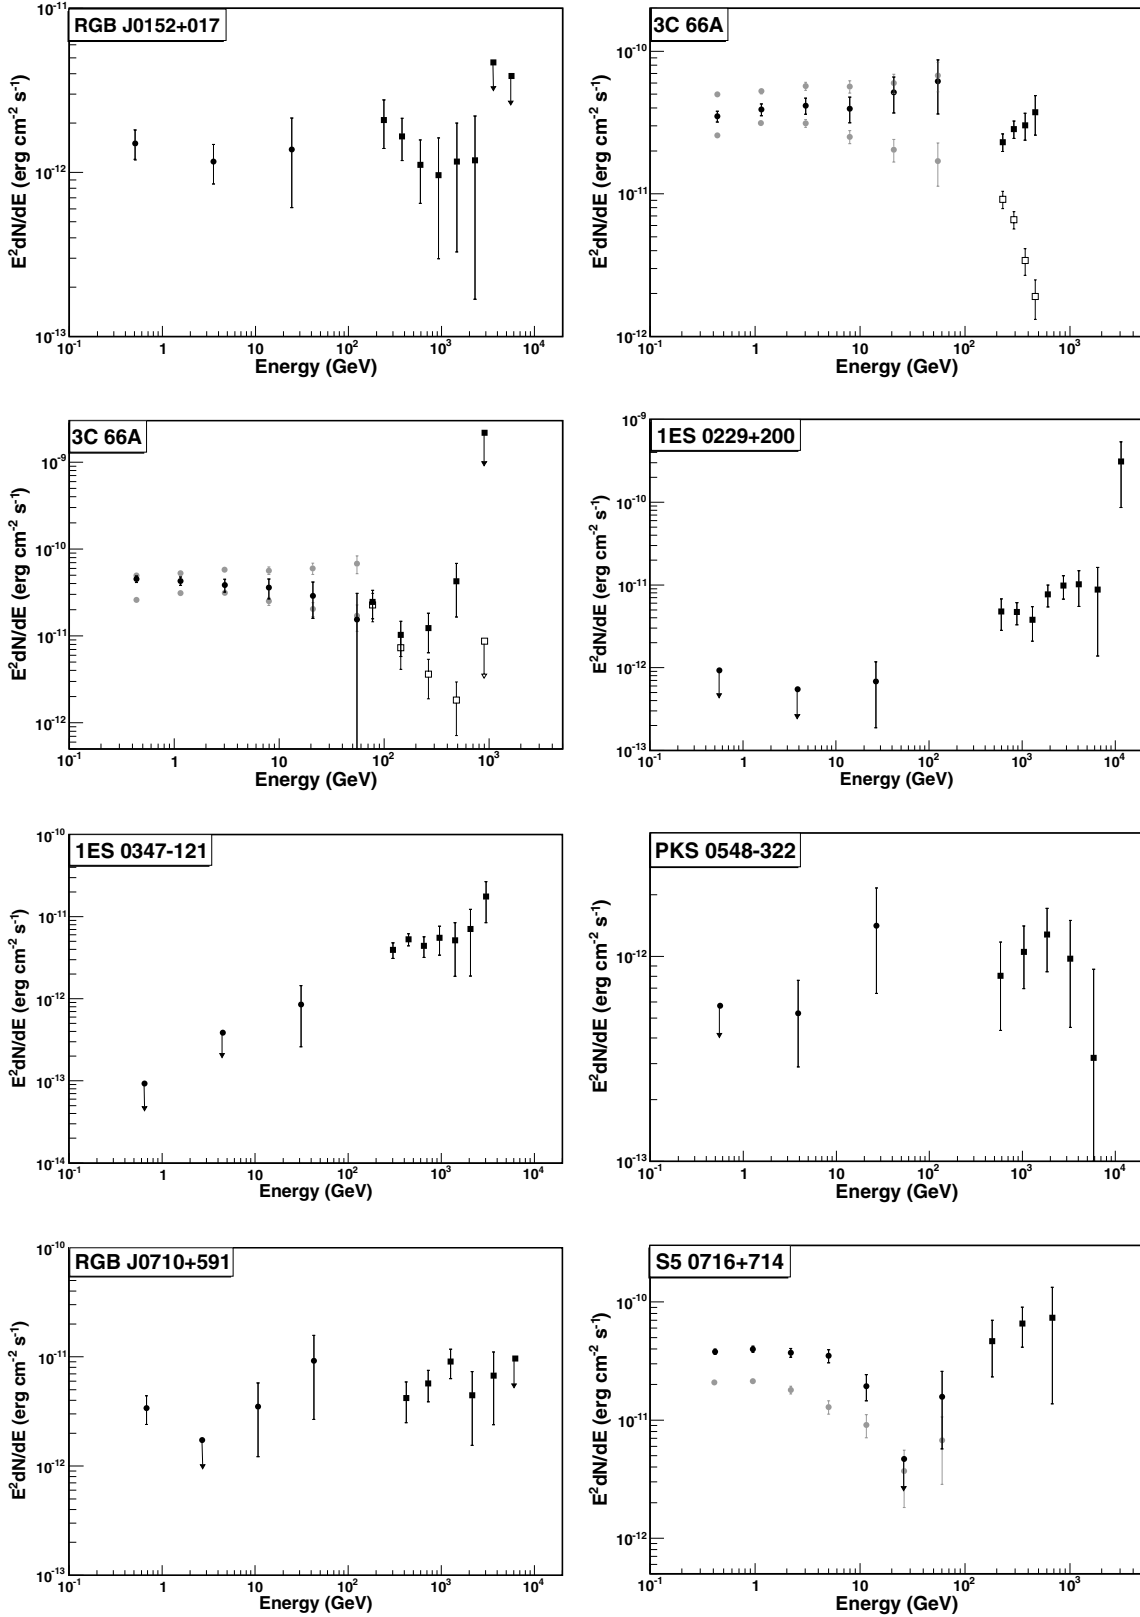 RGB J0152+017
E²dN/dE (erg cm⁻² s⁻¹)
10⁻¹¹
10⁻¹²
10⁻¹³
10⁻¹ 1 10 10² 10³ 10⁴
Energy (GeV)
3C 66A
E²dN/dE (erg cm⁻² s⁻¹)
10⁻¹⁰
10⁻¹¹
10⁻¹²
10⁻¹ 1 10 10² 10³
Energy (GeV)
3C 66A
E²dN/dE (erg cm⁻² s⁻¹)
10⁻⁹
10⁻¹⁰
10⁻¹¹
10⁻¹²
10⁻¹ 1 10 10² 10³
Energy (GeV)
1ES 0229+200
E²dN/dE (erg cm⁻² s⁻¹)
10⁻⁹
10⁻¹⁰
10⁻¹¹
10⁻¹²
10⁻¹³
10⁻¹ 1 10 10² 10³ 10⁴
Energy (GeV)
1ES 0347-121
E²dN/dE (erg cm⁻² s⁻¹)
10⁻¹⁰
10⁻¹¹
10⁻¹²
10⁻¹³
10⁻¹⁴
10⁻¹ 1 10 10² 10³ 10⁴
Energy (GeV)
PKS 0548-322
E²dN/dE (erg cm⁻² s⁻¹)
10⁻¹²
10⁻¹³
10⁻¹ 1 10 10² 10³ 10⁴
Energy (GeV)
RGB J0710+591
E²dN/dE (erg cm⁻² s⁻¹)
10⁻¹⁰
10⁻¹¹
10⁻¹²
10⁻¹³
10⁻¹ 1 10 10² 10³ 10⁴
Energy (GeV)
S5 0716+714
E²dN/dE (erg cm⁻² s⁻¹)
10⁻¹⁰
10⁻¹¹
10⁻¹²
10⁻¹ 1 10 10² 10³
Energy (GeV)